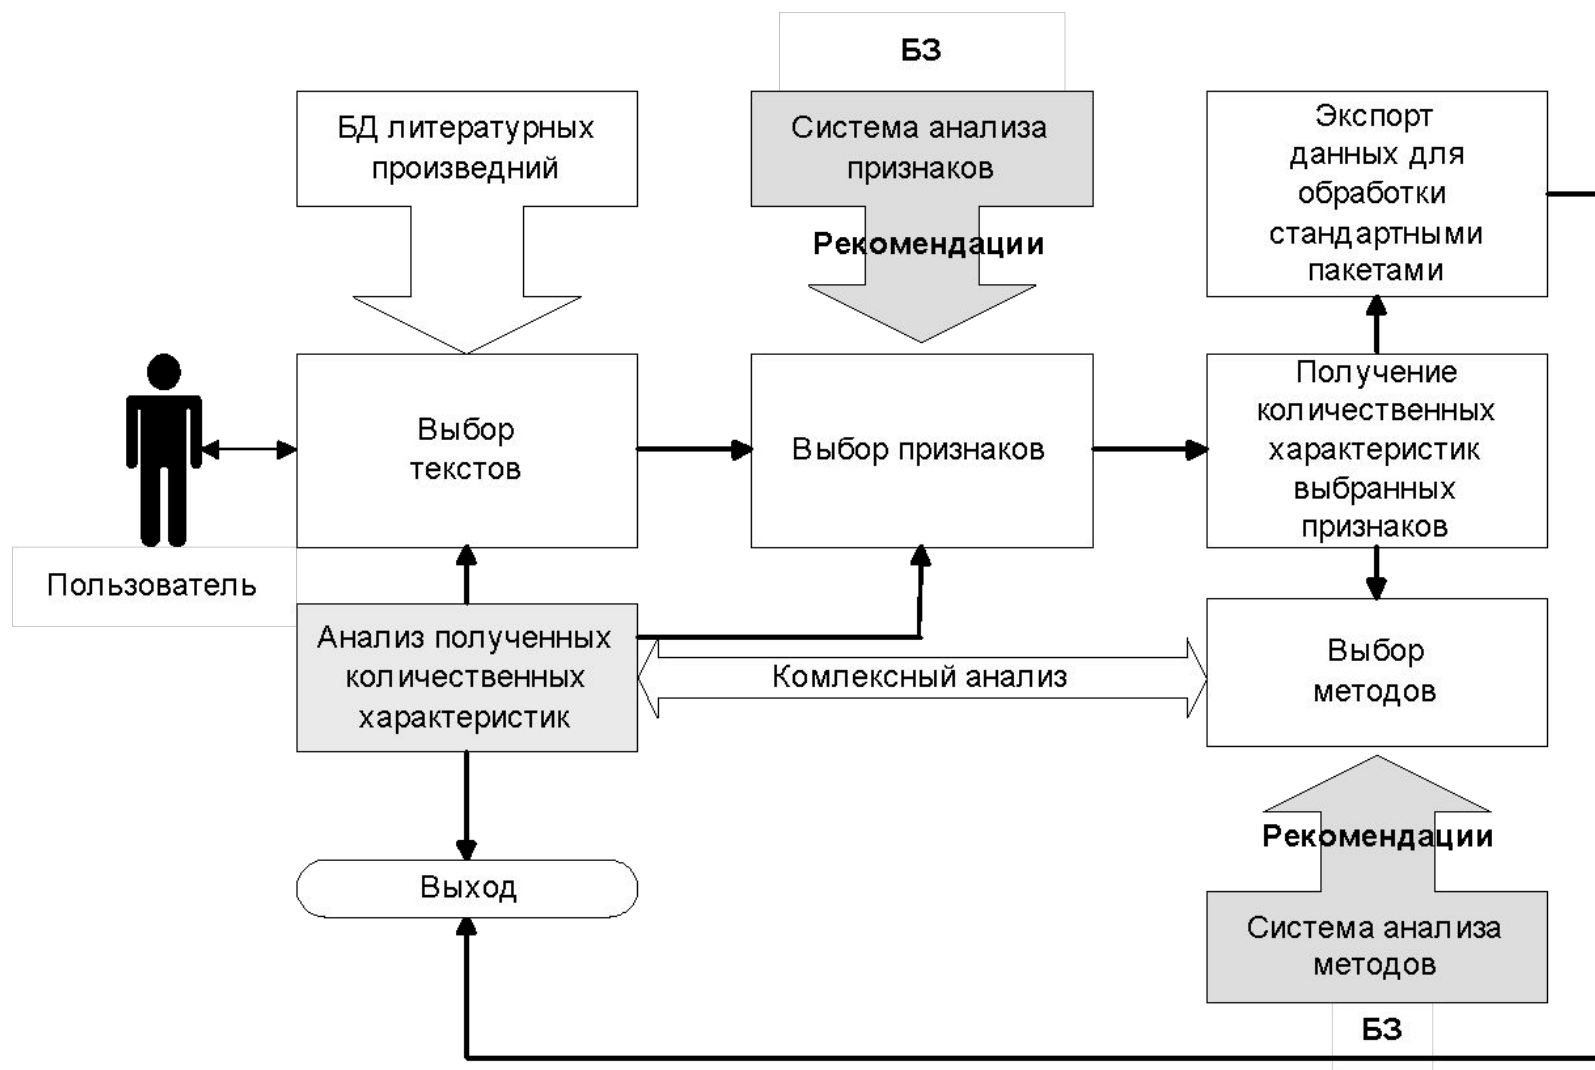 БЗ
БД литературных
произведний
Система анализа
признаков
Рекомендации
Экспорт
данных для
обработки
стандартными
пакетами
Выбор
текстов
Выбор признаков
Получение
количественных
характеристик
выбранных
признаков
Пользователь
Анализ полученных
количественных
характеристик
Комлексный анализ
Выбор
методов
Рекомендации
Выход
Система анализа
методов
БЗ